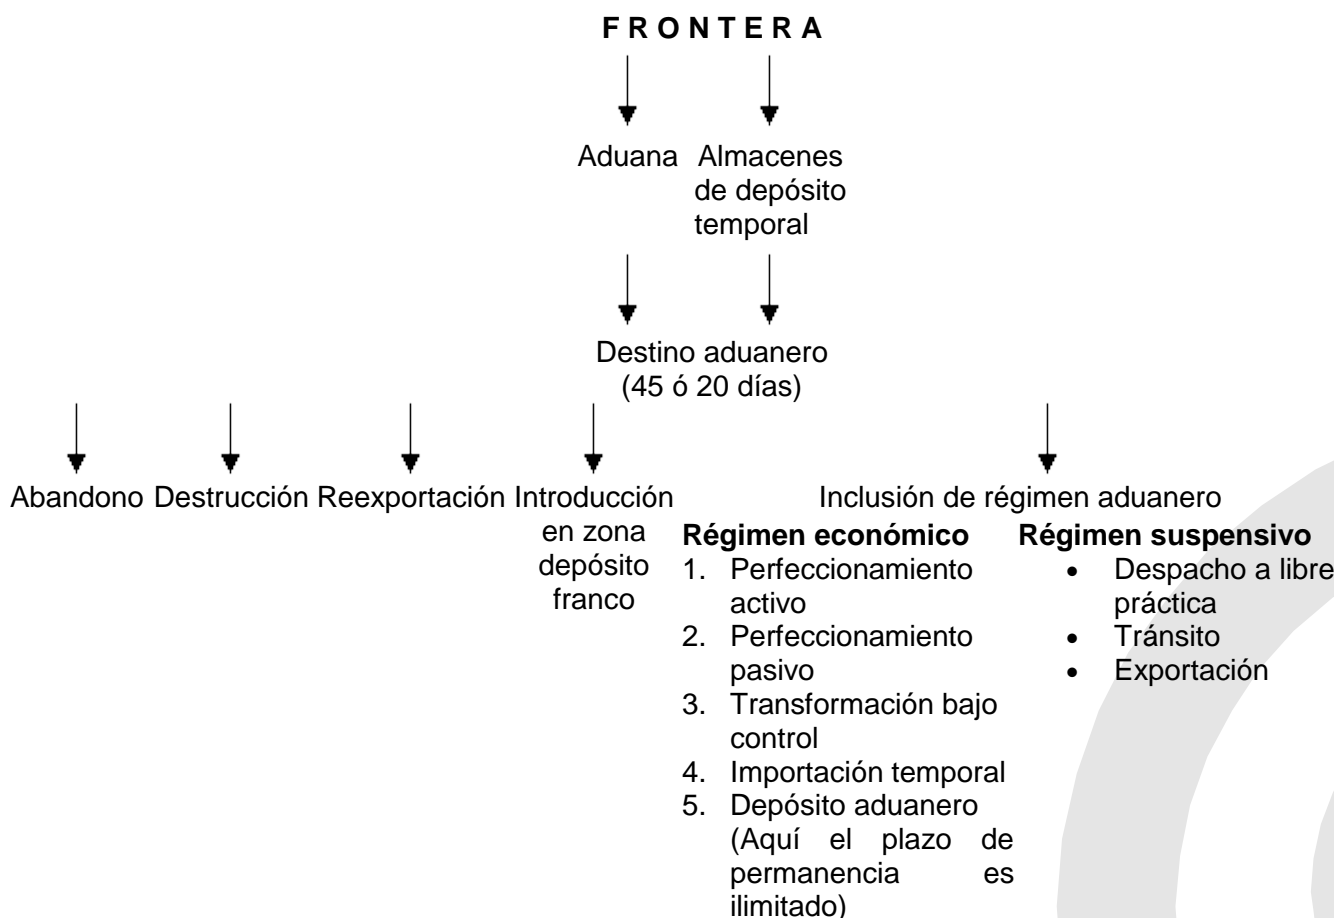 F R O N T E R A
Aduana
Almacenes
de depósito
temporal
Destino aduanero
(45 ó 20 días)
Abandono
Destrucción
Reexportación
Introducción
en zona
depósito
franco
Inclusión de régimen aduanero
Régimen económico
1. Perfeccionamiento
activo
2. Perfeccionamiento
pasivo
3. Transformación bajo
control
4. Importación temporal
5. Depósito aduanero
(Aquí el plazo de
permanencia es
ilimitado)
Régimen suspensivo
• Despacho a libre
práctica
• Tránsito
• Exportación